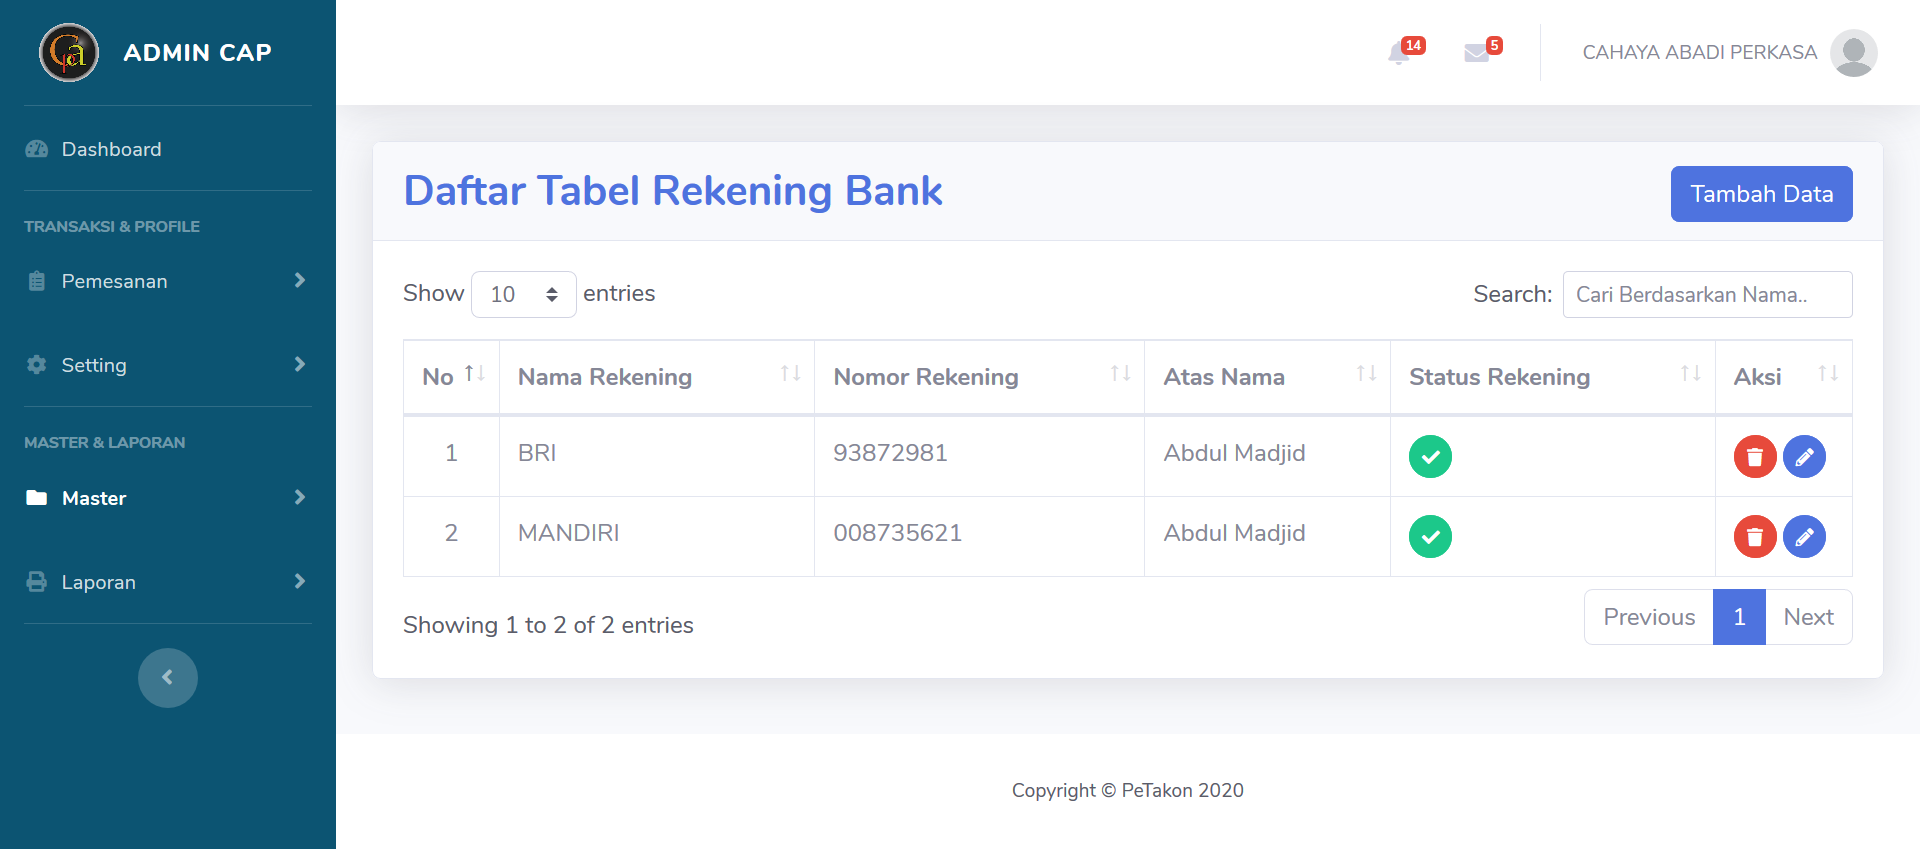 Cpa ADMIN CAP
14
5
CAHAYA ABADI PERKASA
Dashboard
TRANSAKSI & PROFILE
Pemesanan
Setting
MASTER & LAPORAN
Master
Laporan
Daftar Tabel Rekening Bank
Tambah Data
Show 10 entries
Search: Cari Berdasarkan Nama..
No Nama Rekening Nomor Rekening Atas Nama Status Rekening Aksi
1 BRI 93872981 Abdul Madjid
2 MANDIRI 008735621 Abdul Madjid
Showing 1 to 2 of 2 entries
Previous 1 Next
Copyright © PeTakon 2020